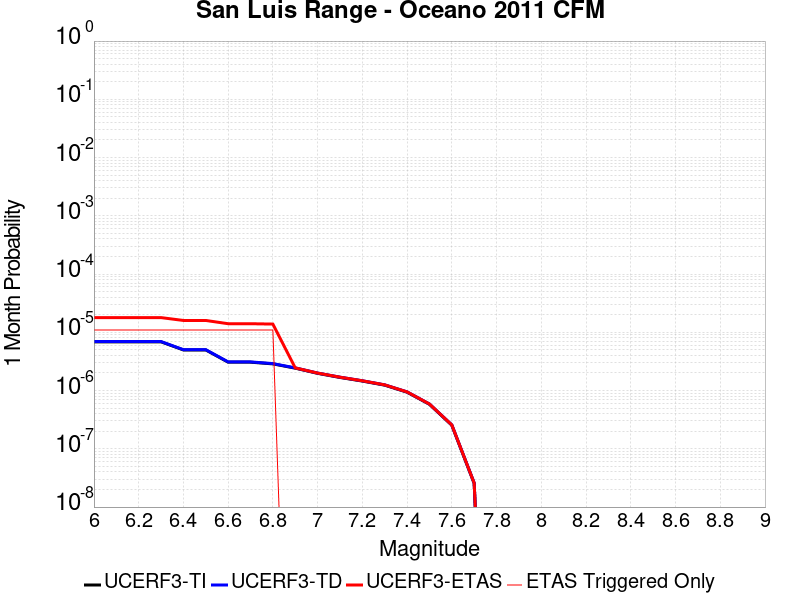 San Luis Range - Oceano 2011 CFM
10^0
10^-1
10^-2
10^-3
10^-4
10^-5
10^-6
10^-7
10^-8
1 Month Probability
6 6.2 6.4 6.6 6.8 7 7.2 7.4 7.6 7.8 8 8.2 8.4 8.6 8.8 9
Magnitude
UCERF3-TI UCERF3-TD UCERF3-ETAS ETAS Triggered Only